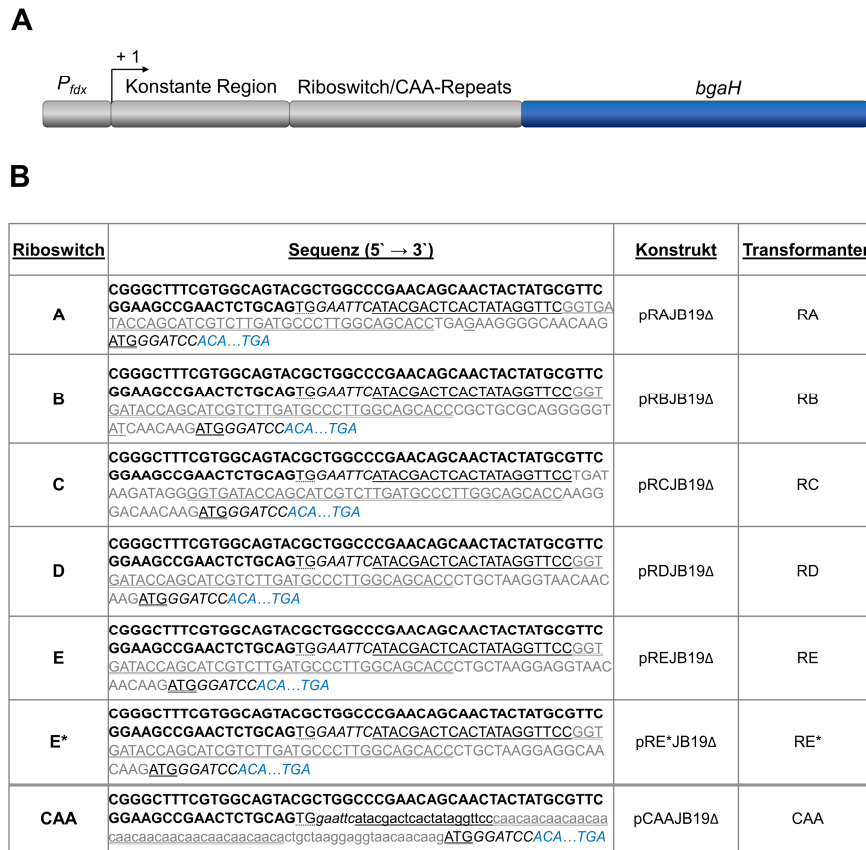 A
+ 1
Pfdx
Konstante Region
Riboswitch/CAA-Repeats
bgaH
B
Riboswitch
Sequenz (5` → 3`)
Konstrukt
Transformanten
A
CGGGCTTTCGTGGCAGTACGCTGGCCCGAACAGCAACTACTATGCGTTC
GGAAGCCGAACTCTGCAGTGGAATTCATACGACTCACTATAGGTTCGGTGA
TACCAGCATCGTCTTGATGCCCTTGGCAGCACCTGAGAAGGGGCAACAAG
ATGGGATCCACA...TGA
pRAJB19Δ
RA
B
CGGGCTTTCGTGGCAGTACGCTGGCCCGAACAGCAACTACTATGCGTTC
GGAAGCCGAACTCTGCAGTGGAATTCATACGACTCACTATAGGTTCCGGT
GATACCAGCATCGTCTTGATGCCCTTGGCAGCACCCGCTGCGCAGGGGGT
ATCAACAAGATGGGATCCACA...TGA
pRBJB19Δ
RB
C
CGGGCTTTCGTGGCAGTACGCTGGCCCGAACAGCAACTACTATGCGTTC
GGAAGCCGAACTCTGCAGTGGAATTCATACGACTCACTATAGGTTCCTGAT
AAGATAGGGGTGATACCAGCATCGTCTTGATGCCCTTGGCAGCACCAAGG
GACAACAAGATGGGATCCACA...TGA
pRCJB19Δ
RC
D
CGGGCTTTCGTGGCAGTACGCTGGCCCGAACAGCAACTACTATGCGTTC
GGAAGCCGAACTCTGCAGTGGAATTCATACGACTCACTATAGGTTCCGGT
GATACCAGCATCGTCTTGATGCCCTTGGCAGCACCCTGCTAAGGTAACAAC
AAGATGGGATCCACA...TGA
pRDJB19Δ
RD
E
CGGGCTTTCGTGGCAGTACGCTGGCCCGAACAGCAACTACTATGCGTTC
GGAAGCCGAACTCTGCAGTGGAATTCATACGACTCACTATAGGTTCCGGT
GATACCAGCATCGTCTTGATGCCCTTGGCAGCACCCTGCTAAGGAGGTAAC
AACAAGATGGGATCCACA...TGA
pREJB19Δ
RE
E*
CGGGCTTTCGTGGCAGTACGCTGGCCCGAACAGCAACTACTATGCGTTC
GGAAGCCGAACTCTGCAGTGGAATTCATACGACTCACTATAGGTTCCGGT
GATACCAGCATCGTCTTGATGCCCTTGGCAGCACCCTGCTAAGGAGGCAA
CAAGATGGGATCCACA...TGA
pRE*JB19Δ
RE*
CAA
CGGGCTTTCGTGGCAGTACGCTGGCCCGAACAGCAACTACTATGCGTTC
GGAAGCCGAACTCTGCAGTGgaattcatacgactcactataggttcccaacaacaacaacaa
caacaacaacaacaacaacaacaacactgctaaggaggtaacaacaagATGGGATCCACA...TGA
pCAAJB19Δ
CAA